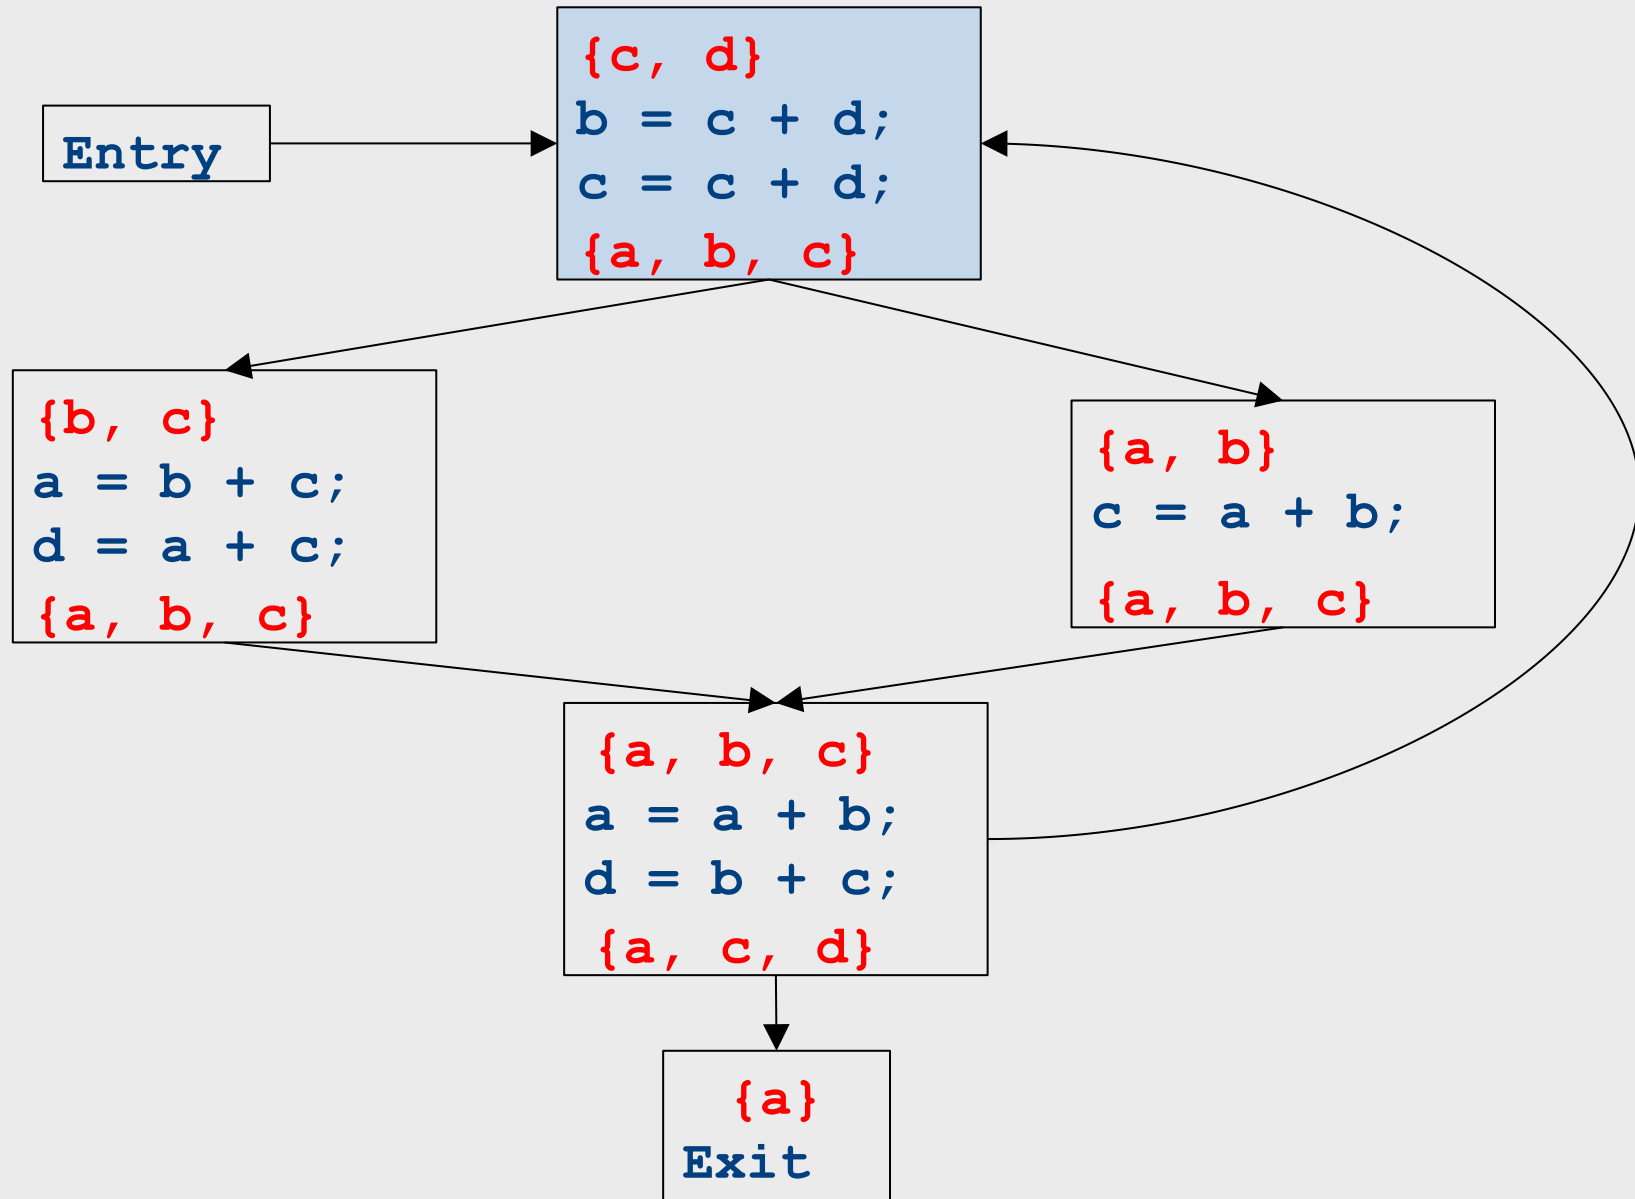 Entry
{c, d}
b = c + d;
c = c + d;
{a, b, c}
{b, c}
a = b + c;
d = a + c;
{a, b, c}
{a, b}
c = a + b;
{a, b, c}
{a, b, c}
a = a + b;
d = b + c;
{a, c, d}
{a}
Exit